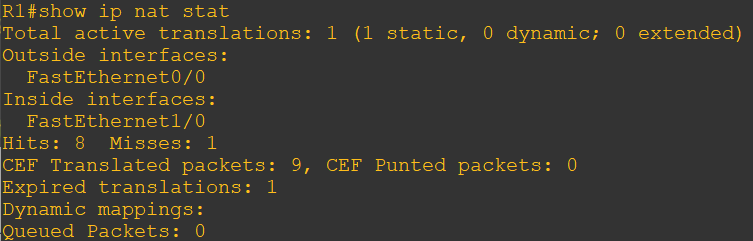 R1#show ip nat stat
Total active translations: 1 (1 static, 0 dynamic; 0 extended)
Outside interfaces:
  FastEthernet0/0
Inside interfaces:
  FastEthernet1/0
Hits: 8  Misses: 1
CEF Translated packets: 9, CEF Punted packets: 0
Expired translations: 1
Dynamic mappings:
Queued Packets: 0